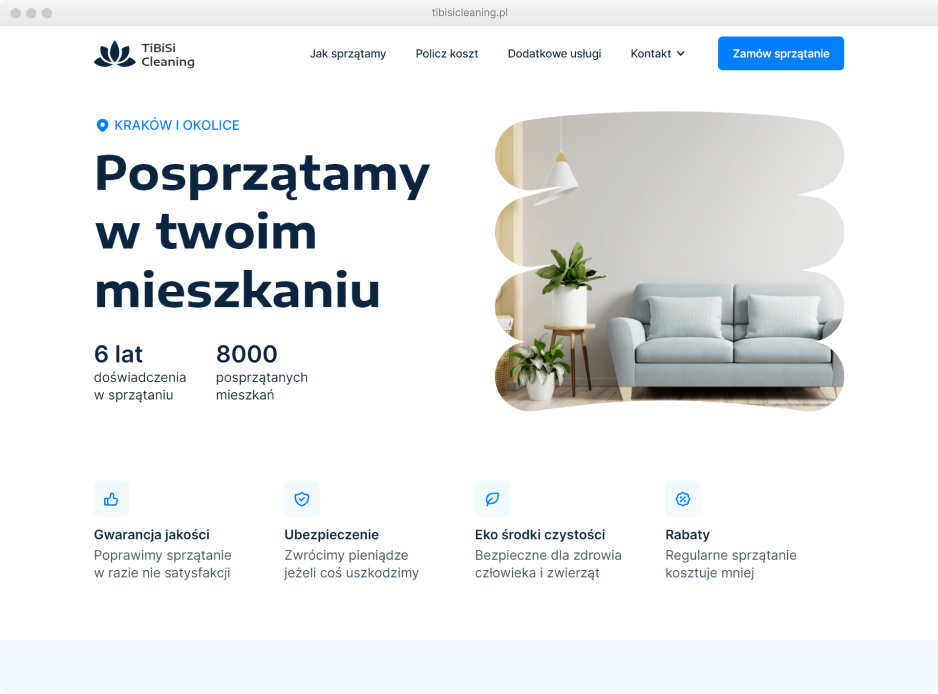 tibisicleaning.pl
TiBiSi
Cleaning
Jak sprzątamy
Policz koszt
Dodatkowe usługi
Kontakt
Zamów sprzątanie
KRAKÓW I OKOLICE
Posprzątamy
w twoim
mieszkaniu
6 lat
doświadczenia
w sprzątaniu
8000
posprzątanych
mieszkań
Gwarancja jakości
Poprawimy sprzątanie
w razie nie satysfakcji
Ubezpieczenie
Zwrócimy pieniądze
jeżeli coś uszkodzimy
Eko środki czystości
Bezpieczne dla zdrowia
człowieka i zwierząt
Rabaty
Regularne sprzątanie
kosztuje mniej